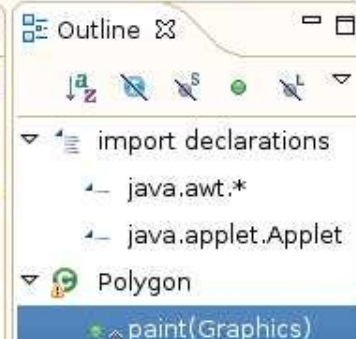 Outline
import declarations
java.awt.*
java.applet.Applet
Polygon
paint(Graphics)